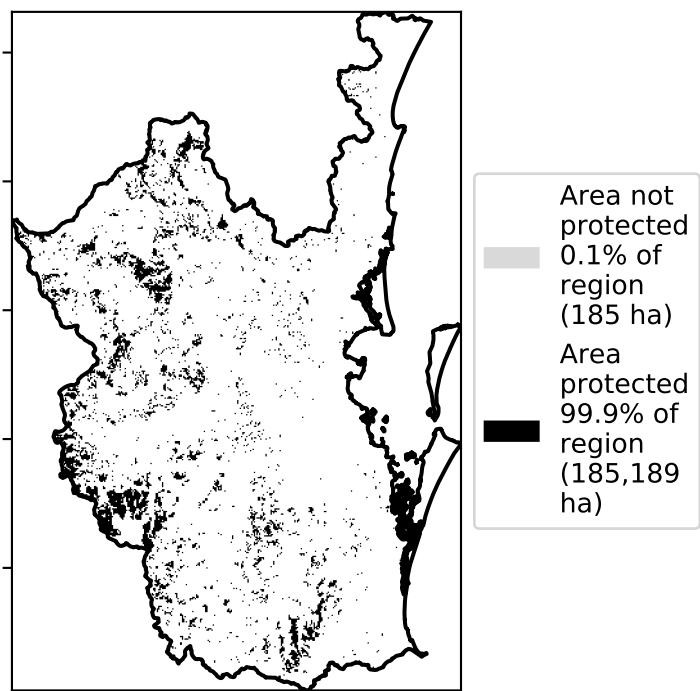 Area not
protected
0.1% of
region
(185 ha)
Area
protected
99.9% of
region
(185,189
ha)